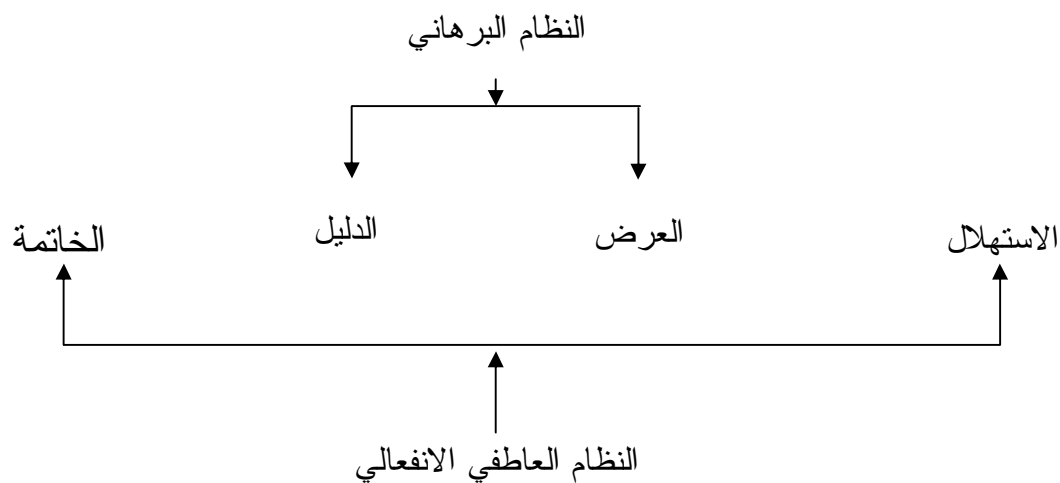 النظام البرهاني
الاستهلال العرض الدليل الخاتمة
النظام العاطفي الانفعالي